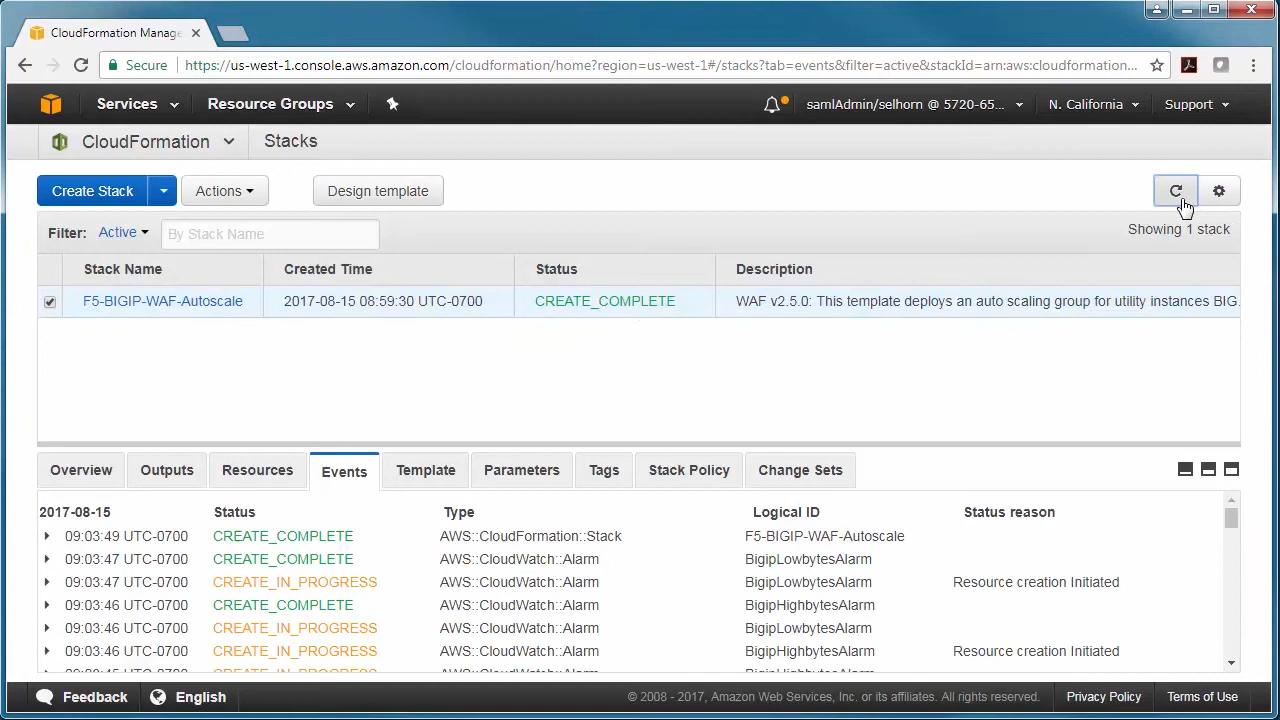 CloudFormation Manage
Secure https://us-west-1.console.aws.amazon.com/cloudformation/home?region=us-west-1#/stacks?tab=events&filter=active&stackId=arn:aws:cloudformation...
Services Resource Groups samlAdmin/selhorn @ 5720-65... N. California Support
CloudFormation Stacks
Create Stack Actions Design template
Filter: Active By Stack Name Showing 1 stack
Stack Name Created Time Status Description
F5-BIGIP-WAF-Autoscale 2017-08-15 08:59:30 UTC-0700 CREATE_COMPLETE WAF v2.5.0: This template deploys an auto scaling group for utility instances BIG.
Overview Outputs Resources Events Template Parameters Tags Stack Policy Change Sets
2017-08-15 Status Type Logical ID Status reason
09:03:49 UTC-0700 CREATE_COMPLETE AWS::CloudFormation::Stack F5-BIGIP-WAF-Autoscale
09:03:47 UTC-0700 CREATE_COMPLETE AWS::CloudWatch::Alarm BigipLowbytesAlarm
09:03:47 UTC-0700 CREATE_IN_PROGRESS AWS::CloudWatch::Alarm BigipLowbytesAlarm Resource creation Initiated
09:03:46 UTC-0700 CREATE_COMPLETE AWS::CloudWatch::Alarm BigipHighbytesAlarm
09:03:46 UTC-0700 CREATE_IN_PROGRESS AWS::CloudWatch::Alarm BigipLowbytesAlarm
09:03:46 UTC-0700 CREATE_IN_PROGRESS AWS::CloudWatch::Alarm BigipHighbytesAlarm Resource creation Initiated
Feedback English © 2008 - 2017, Amazon Web Services, Inc. or its affiliates. All rights reserved. Privacy Policy Terms of Use